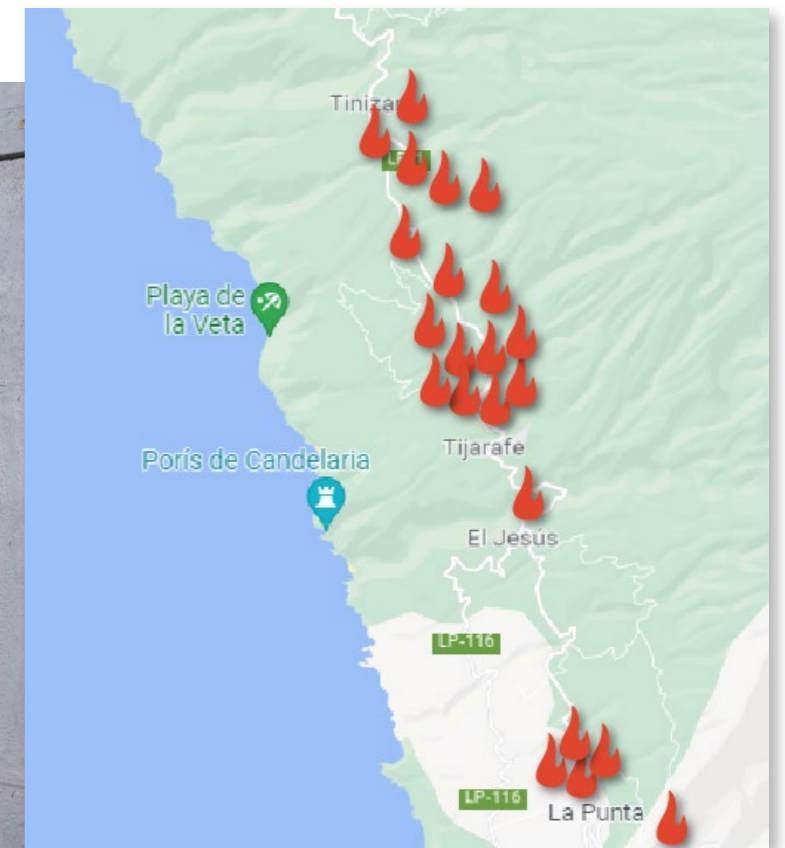 Playa de
la Veta
Porís de Candelaria
Tijarafe
El Jesús
LP-116
LP-116
La Punta